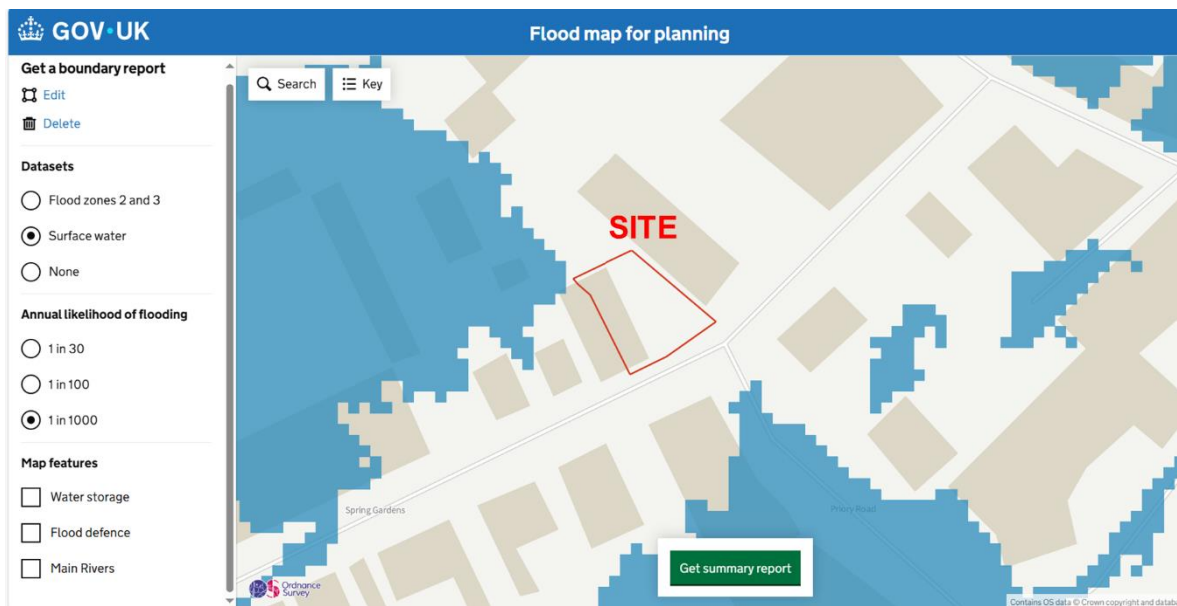 GOV·UK
Flood map for planning
Get a boundary report
Edit
Delete
Datasets
Flood zones 2 and 3
Surface water
None
Annual likelihood of flooding
1 in 30
1 in 100
1 in 1000
Map features
Water storage
Flood defence
Main Rivers
Search
Key
SITE
Spring Gardens
Priory Road
Get summary report
Ordnance
Survey
Contains OS data © Crown copyright and